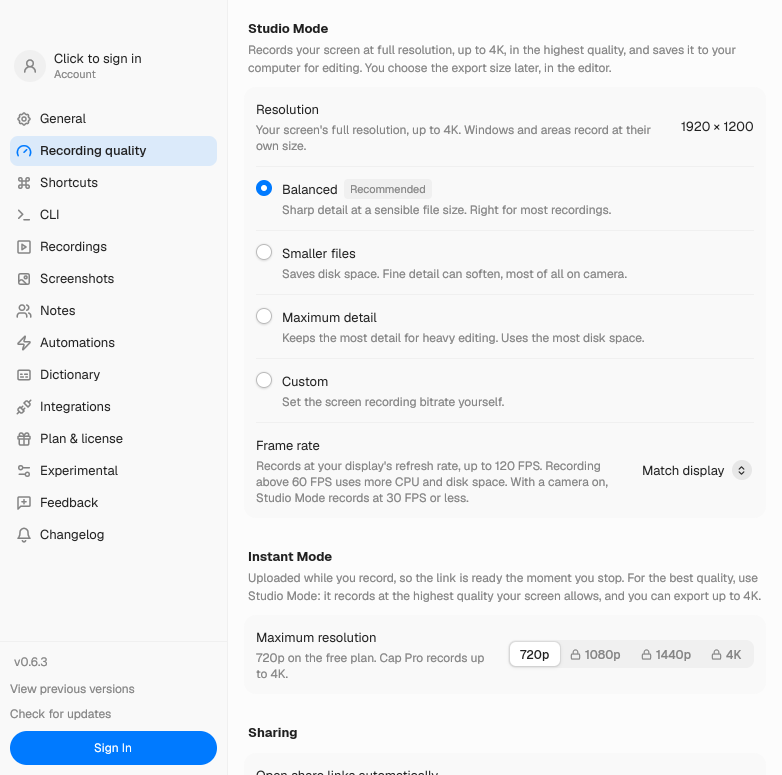 Click to sign in
Account
General
Recording quality
Shortcuts
CLI
Recordings
Screenshots
Notes
Automations
Dictionary
Integrations
Plan & license
Experimental
Feedback
Changelog
v0.6.3
View previous versions
Check for updates
Sign In
Studio Mode
Records your screen at full resolution, up to 4K, in the highest quality, and saves it to your
computer for editing. You choose the export size later, in the editor.
Resolution
Your screen's full resolution, up to 4K. Windows and areas record at their
own size.
1920 × 1200
Balanced Recommended
Sharp detail at a sensible file size. Right for most recordings.
Smaller files
Saves disk space. Fine detail can soften, most of all on camera.
Maximum detail
Keeps the most detail for heavy editing. Uses the most disk space.
Custom
Set the screen recording bitrate yourself.
Frame rate
Records at your display's refresh rate, up to 120 FPS. Recording
above 60 FPS uses more CPU and disk space. With a camera on,
Studio Mode records at 30 FPS or less.
Match display
Instant Mode
Uploaded while you record, so the link is ready the moment you stop. For the best quality, use
Studio Mode: it records at the highest quality your screen allows, and you can export up to 4K.
Maximum resolution
720p on the free plan. Cap Pro records up
to 4K.
720p 1080p 1440p 4K
Sharing
Open share links automatically